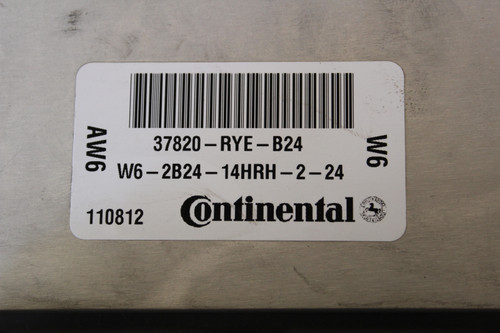 37820-RYE-B24
W6-2B24-14HRH-2-24
110812 Continental
AW6
W6